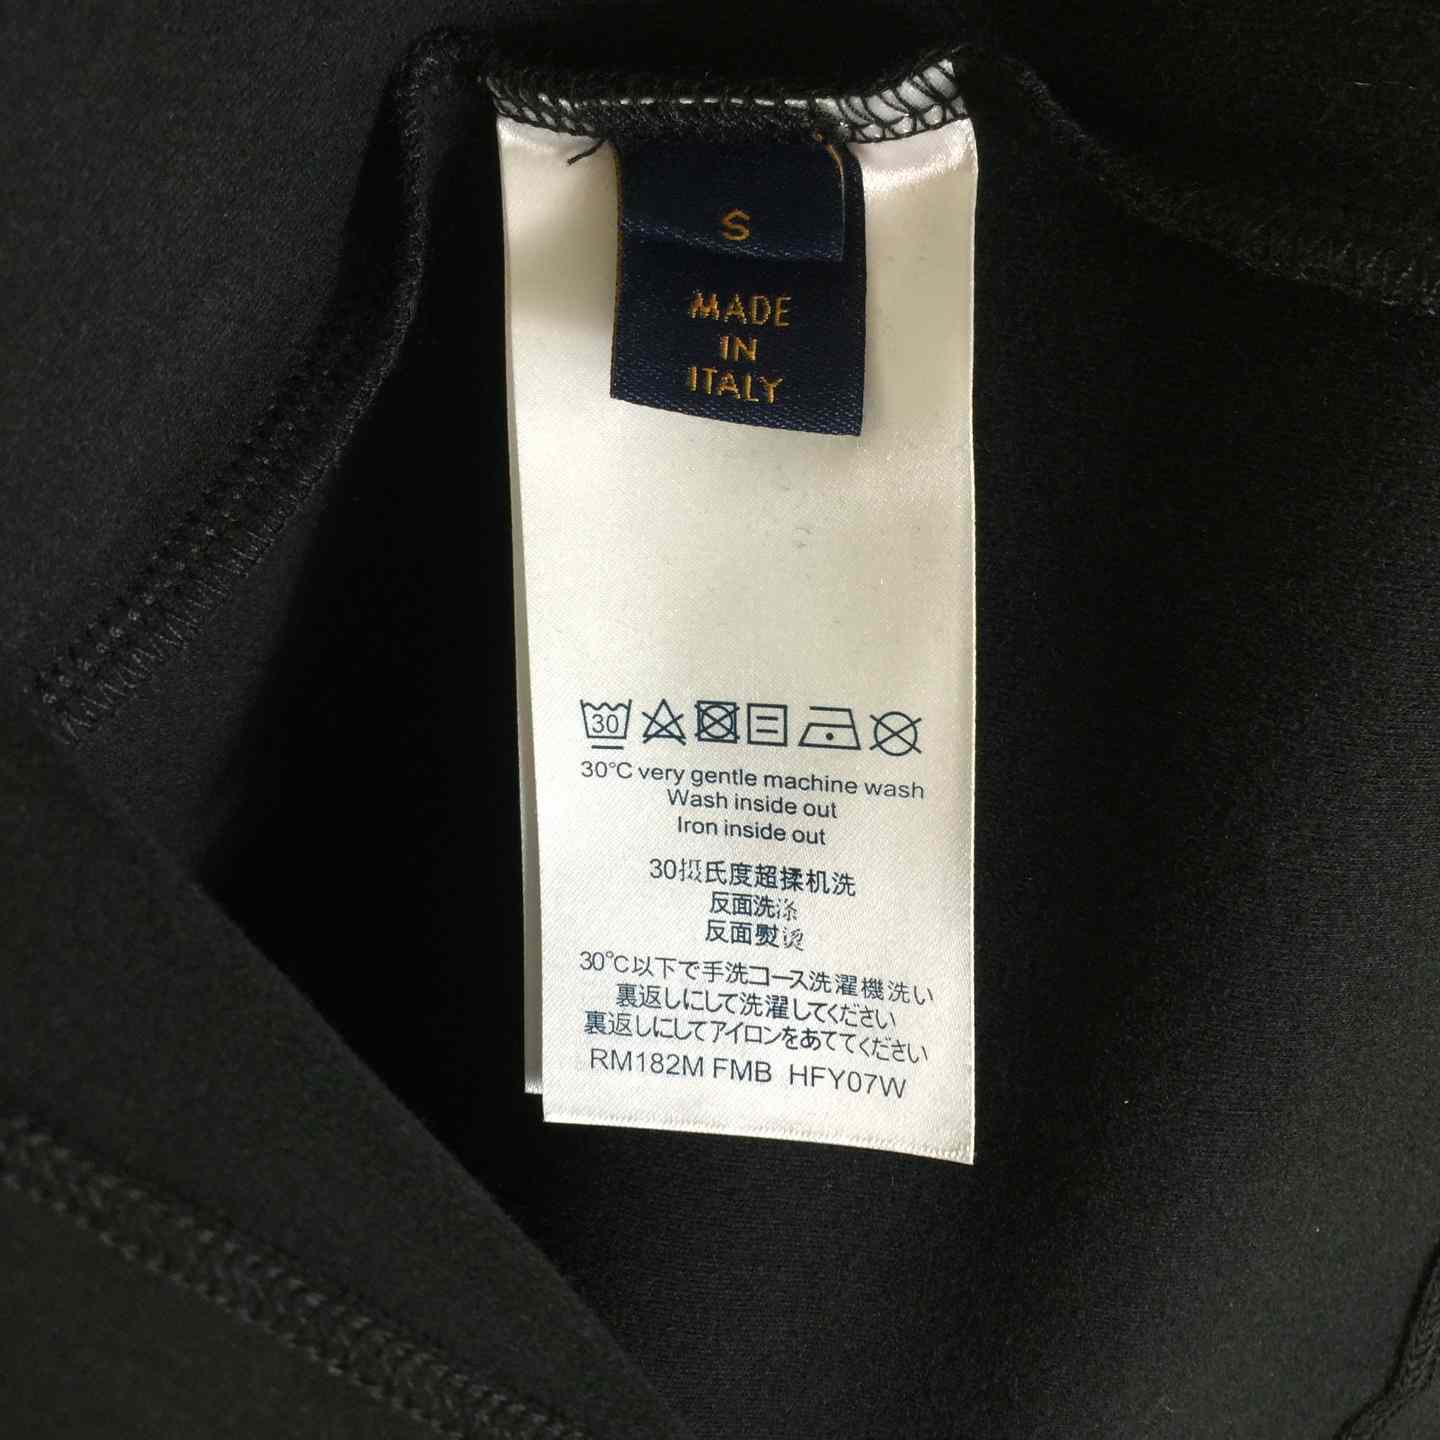 S
MADE
IN
ITALY
30
30°C very gentle machine wash
Wash inside out
Iron inside out
30摄氏度超揉机洗
反面洗涤
反面熨烫
30℃以下で手洗コース洗濯機洗い
裏返しにして洗濯してください
裏返しにしてアイロンをあててください
RM182M FMB HFY07W